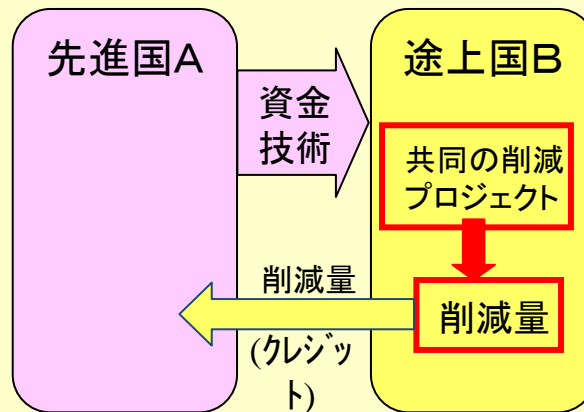 先進国A
資金
技術
途上国B
共同の削減
プロジェクト
削減量
削減量
(クレジッ
ト)